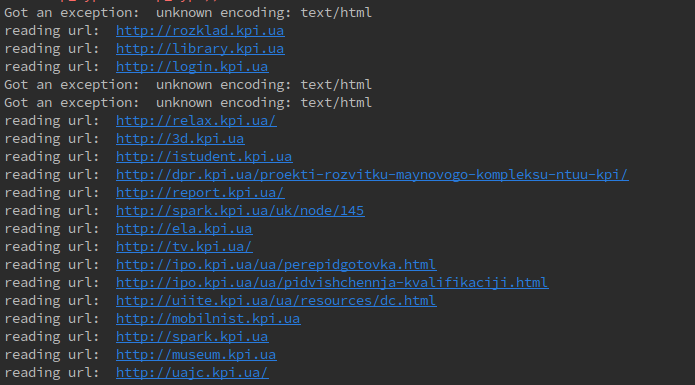 Got an exception:  unknown encoding: text/html
reading url:  http://rozklad.kpi.ua
reading url:  http://library.kpi.ua
reading url:  http://login.kpi.ua
Got an exception:  unknown encoding: text/html
Got an exception:  unknown encoding: text/html
reading url:  http://relax.kpi.ua/
reading url:  http://3d.kpi.ua
reading url:  http://istudent.kpi.ua
reading url:  http://dpr.kpi.ua/proekti-rozvitku-maynovogo-kompleksu-ntuu-kpi/
reading url:  http://report.kpi.ua/
reading url:  http://spark.kpi.ua/uk/node/145
reading url:  http://ela.kpi.ua
reading url:  http://tv.kpi.ua/
reading url:  http://ipo.kpi.ua/ua/perepidgotovka.html
reading url:  http://ipo.kpi.ua/ua/pidvishchennja-kvalifikaciji.html
reading url:  http://uiite.kpi.ua/ua/resources/dc.html
reading url:  http://mobilnist.kpi.ua
reading url:  http://spark.kpi.ua
reading url:  http://museum.kpi.ua
reading url:  http://uajc.kpi.ua/